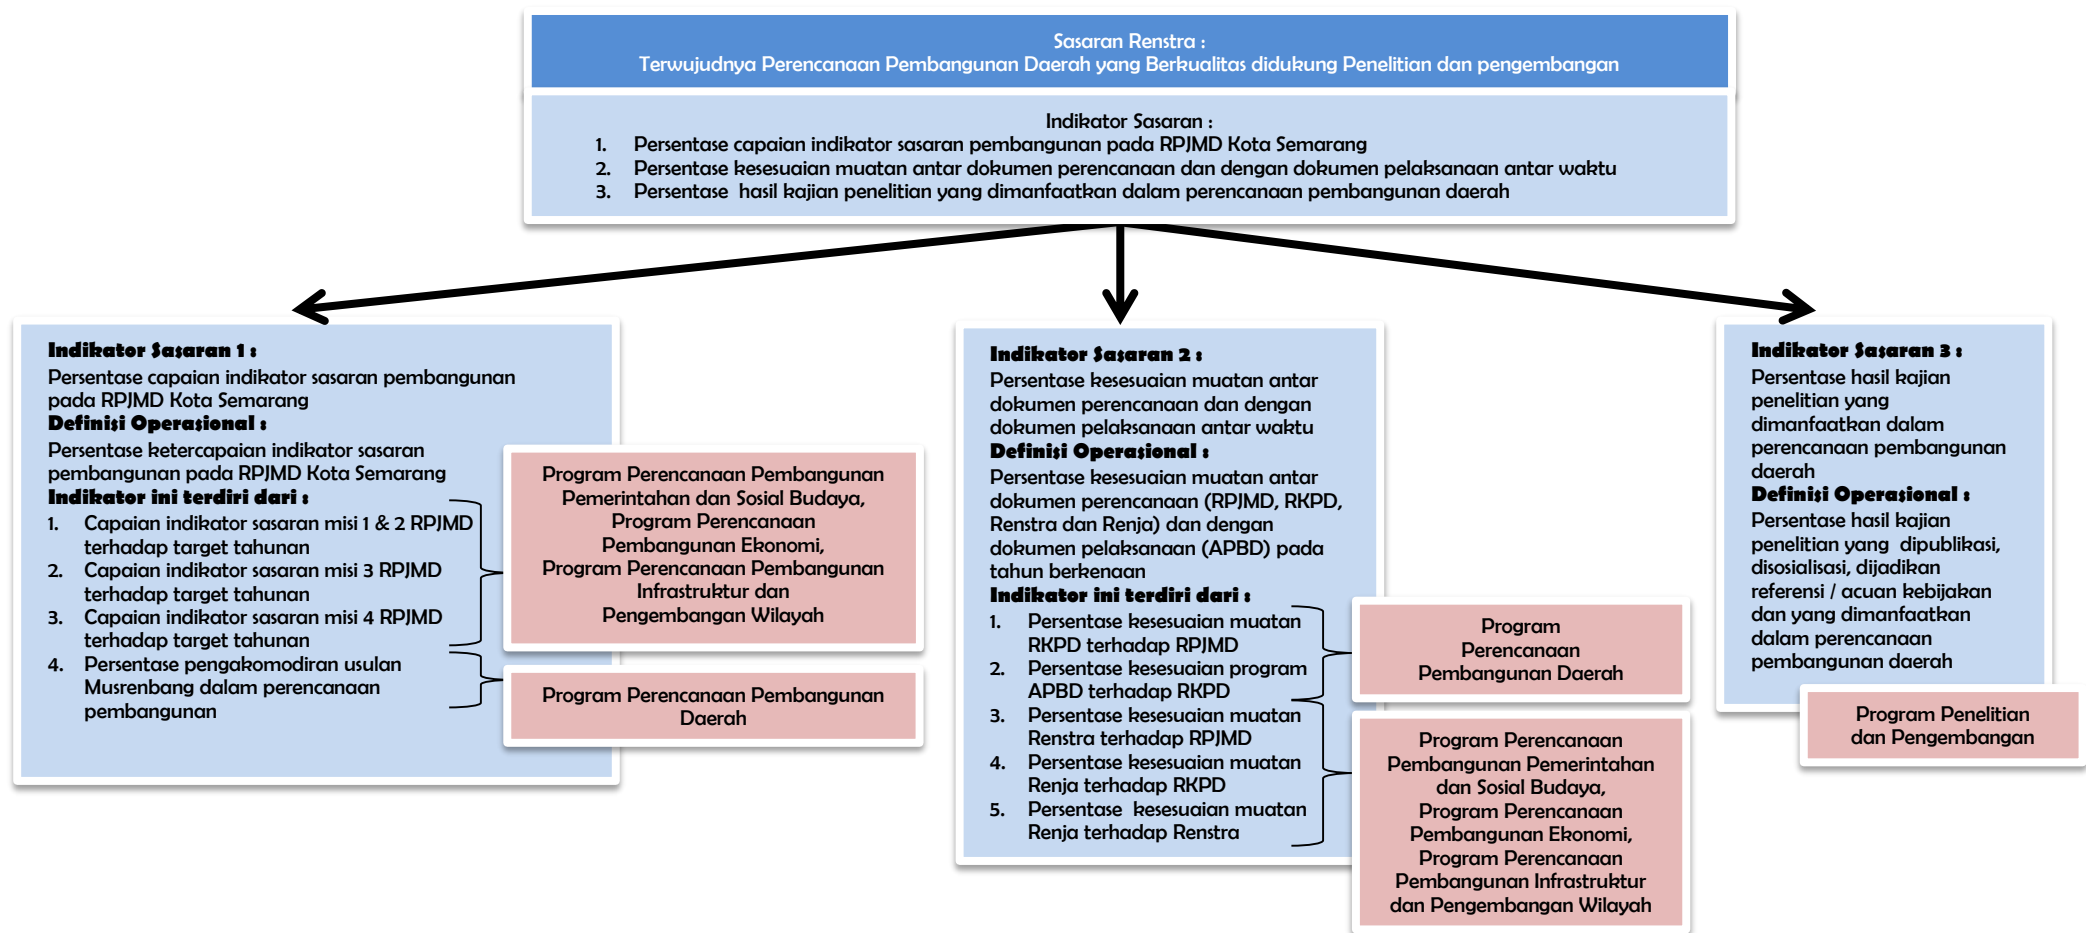 Sasaran Renstra :
Terwujudnya Perencanaan Pembangunan Daerah yang Berkualitas didukung Penelitian dan pengembangan
Indikator Sasaran :
1. Persentase capaian indikator sasaran pembangunan pada RPJMD Kota Semarang
2. Persentase kesesuaian muatan antar dokumen perencanaan dan dengan dokumen pelaksanaan antar waktu
3. Persentase hasil kajian penelitian yang dimanfaatkan dalam perencanaan pembangunan daerah
Indikator Sasaran 1 :
Persentase capaian indikator sasaran pembangunan
pada RPJMD Kota Semarang
Definisi Operasional :
Persentase ketercapaian indikator sasaran
pembangunan pada RPJMD Kota Semarang
Indikator ini terdiri dari :
1. Capaian indikator sasaran misi 1 & 2 RPJMD
terhadap target tahunan
2. Capaian indikator sasaran misi 3 RPJMD
terhadap target tahunan
3. Capaian indikator sasaran misi 4 RPJMD
terhadap target tahunan
4. Persentase pengakomodiran usulan
Musrenbang dalam perencanaan
pembangunan
Program Perencanaan Pembangunan
Pemerintahan dan Sosial Budaya,
Program Perencanaan
Pembangunan Ekonomi,
Program Perencanaan Pembangunan
Infrastruktur dan
Pengembangan Wilayah
Program Perencanaan Pembangunan
Daerah
Indikator Sasaran 2 :
Persentase kesesuaian muatan antar
dokumen perencanaan dan dengan
dokumen pelaksanaan antar waktu
Definisi Operasional :
Persentase kesesuaian muatan antar
dokumen perencanaan (RPJMD, RKPD,
Renstra dan Renja) dan dengan
dokumen pelaksanaan (APBD) pada
tahun berkenaan
Indikator ini terdiri dari :
1. Persentase kesesuaian muatan
RKPD terhadap RPJMD
2. Persentase kesesuaian program
APBD terhadap RKPD
3. Persentase kesesuaian muatan
Renstra terhadap RPJMD
4. Persentase kesesuaian muatan
Renja terhadap RKPD
5. Persentase kesesuaian muatan
Renja terhadap Renstra
Program
Perencanaan
Pembangunan Daerah
Program Perencanaan
Pembangunan Pemerintahan
dan Sosial Budaya,
Program Perencanaan
Pembangunan Ekonomi,
Program Perencanaan
Pembangunan Infrastruktur
dan Pengembangan Wilayah
Indikator Sasaran 3 :
Persentase hasil kajian
penelitian yang
dimanfaatkan dalam
perencanaan pembangunan
daerah
Definisi Operasional :
Persentase hasil kajian
penelitian yang dipublikasi,
disosialisasi, dijadikan
referensi / acuan kebijakan
dan yang dimanfaatkan
dalam perencanaan
pembangunan daerah
Program Penelitian
dan Pengembangan